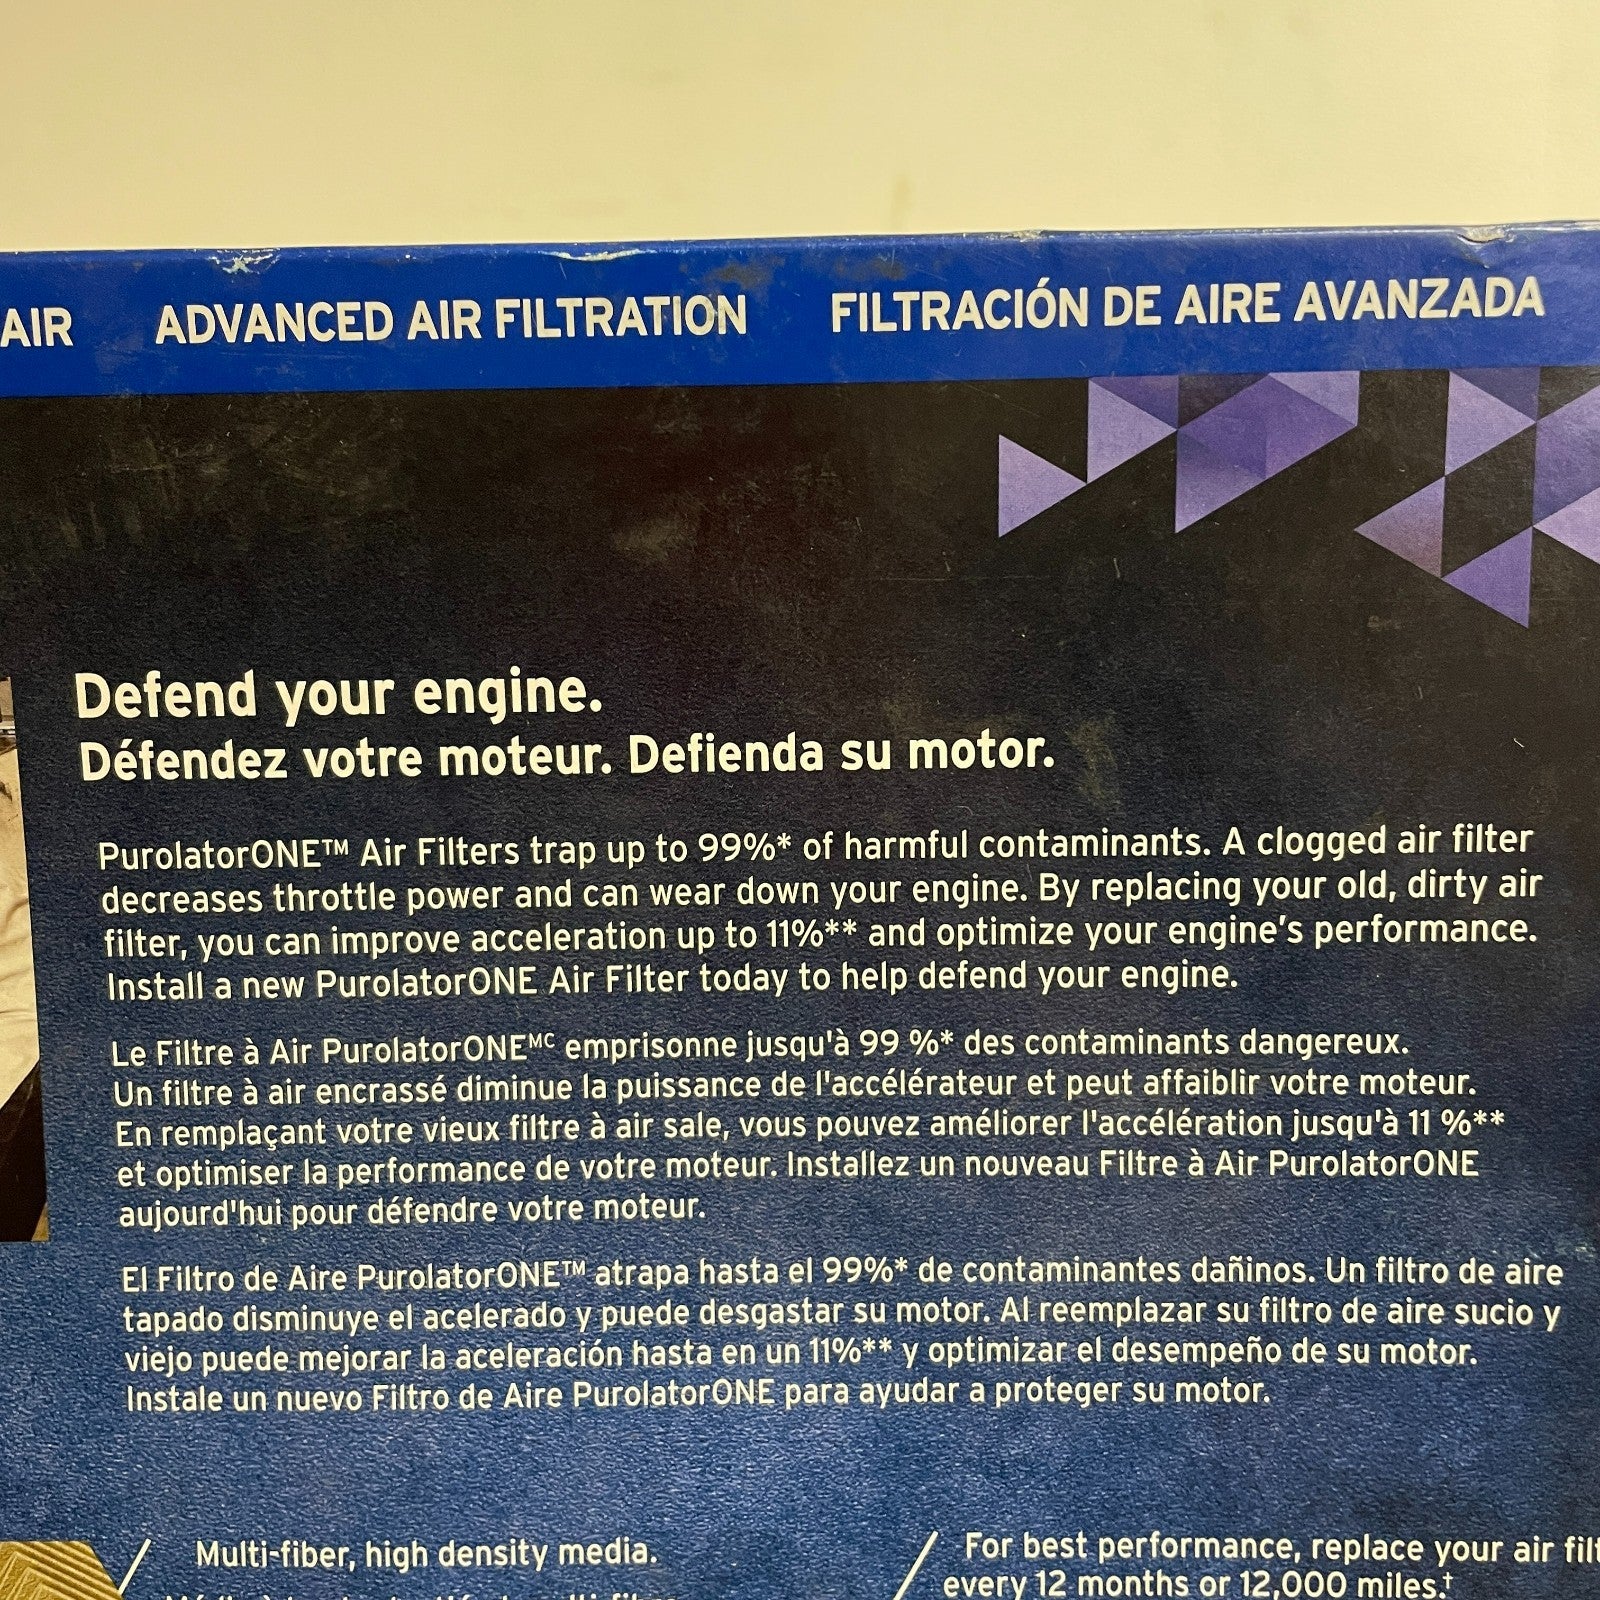 AIR ADVANCED AIR FILTRATION FILTRACIÓN DE AIRE AVANZADA
Defend your engine.
Défendez votre moteur. Defienda su motor.
PurolatorONE™ Air Filters trap up to 99%* of harmful contaminants. A clogged air filter
decreases throttle power and can wear down your engine. By replacing your old, dirty air
filter, you can improve acceleration up to 11%** and optimize your engine's performance.
Install a new PurolatorONE Air Filter today to help defend your engine.
Le Filtre à Air PurolatorONEᴹᶜ emprisonne jusqu'à 99 %* des contaminants dangereux.
Un filtre à air encrassé diminue la puissance de l'accélérateur et peut affaiblir votre moteur.
En remplaçant votre vieux filtre à air sale, vous pouvez améliorer l'accélération jusqu'à 11 %**
et optimiser la performance de votre moteur. Installez un nouveau Filtre à Air PurolatorONE
aujourd'hui pour défendre votre moteur.
El Filtro de Aire PurolatorONE™ atrapa hasta el 99%* de contaminantes dañinos. Un filtro de aire
tapado disminuye el acelerado y puede desgastar su motor. Al reemplazar su filtro de aire sucio y
viejo puede mejorar la aceleración hasta en un 11%** y optimizar el desempeño de su motor.
Instale un nuevo Filtro de Aire PurolatorONE para ayudar a proteger su motor.
Multi-fiber, high density media.
For best performance, replace your air filt
every 12 months or 12,000 miles.†